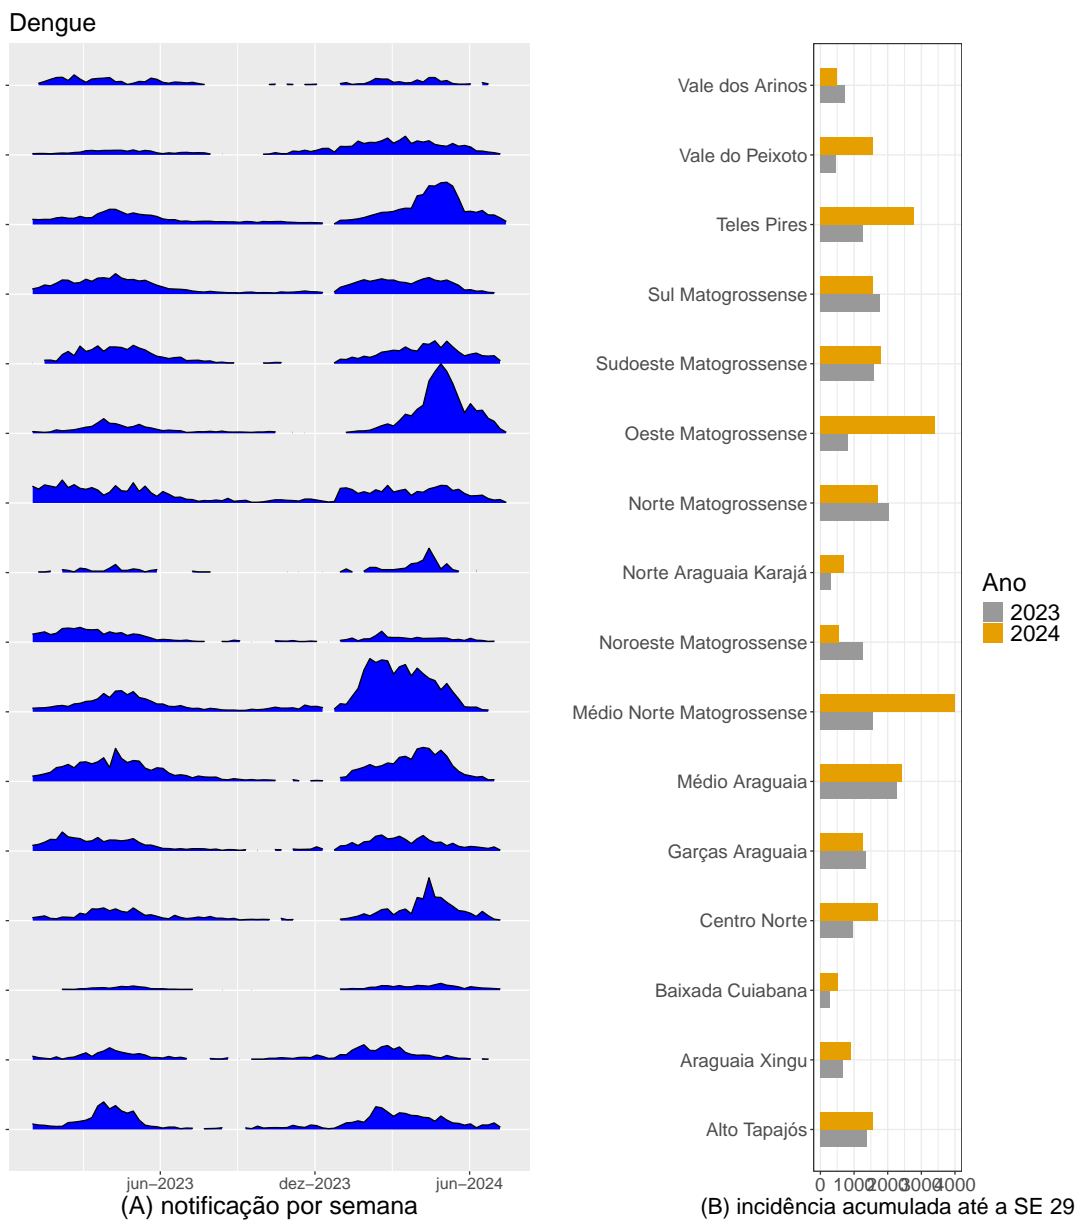 Dengue
Vale dos Arinos
Vale do Peixoto
Teles Pires
Sul Matogrossense
Sudoeste Matogrossense
Oeste Matogrossense
Norte Matogrossense
Norte Araguaia Karajá
Noroeste Matogrossense
Médio Norte Matogrossense
Médio Araguaia
Garças Araguaia
Centro Norte
Baixada Cuiabana
Araguaia Xingu
Alto Tapajós
Ano
2023
2024
jun–2023 dez–2023 jun–2024
0 1000 2000 3000 4000
(A) notificação por semana
(B) incidência acumulada até a SE 29